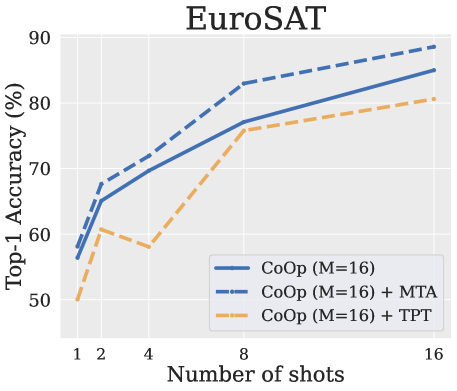 EuroSAT
Top-1 Accuracy (%)
90
80
70
60
50
CoOp (M=16)
CoOp (M=16) + MTA
CoOp (M=16) + TPT
1 2 4 8 16
Number of shots